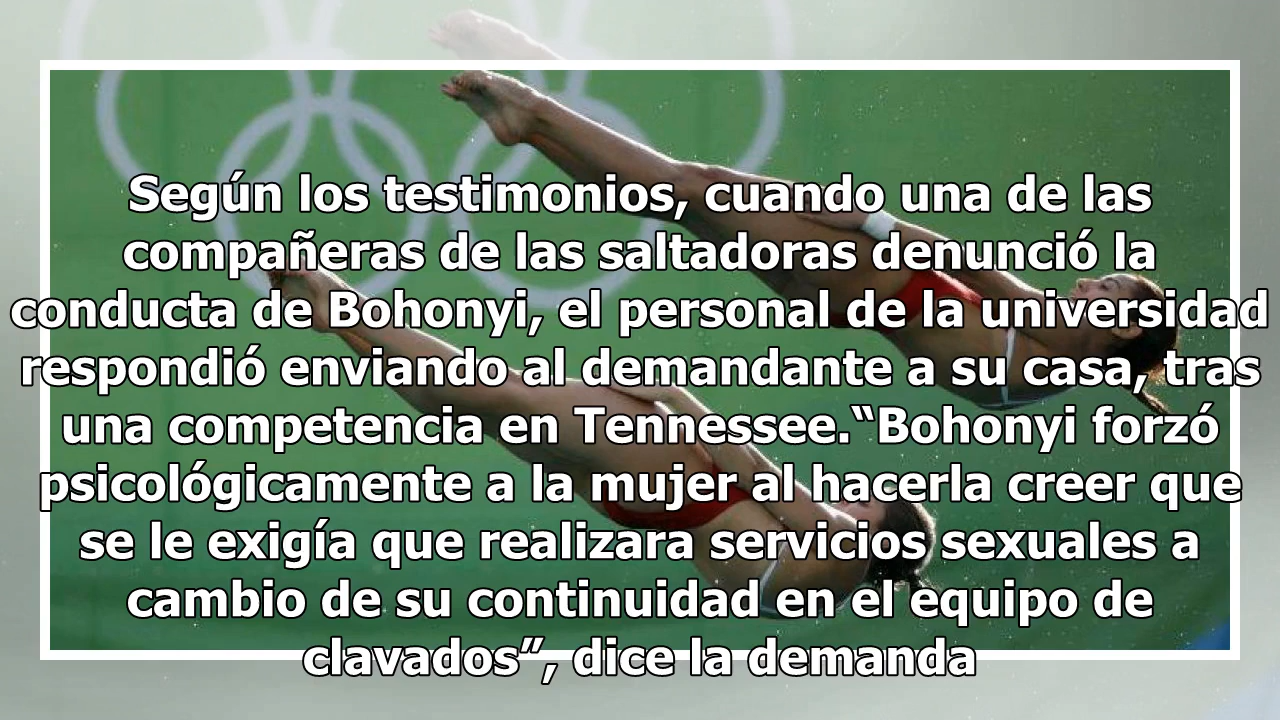 Según los testimonios, cuando una de las
compañeras de las saltadoras denunció la
conducta de Bohonyi, el personal de la universidad
respondió enviando al demandante a su casa, tras
una competencia en Tennessee.“Bohonyi forzó
psicológicamente a la mujer al hacerla creer que
se le exigía que realizara servicios sexuales a
cambio de su continuidad en el equipo de
clavados”, dice la demanda